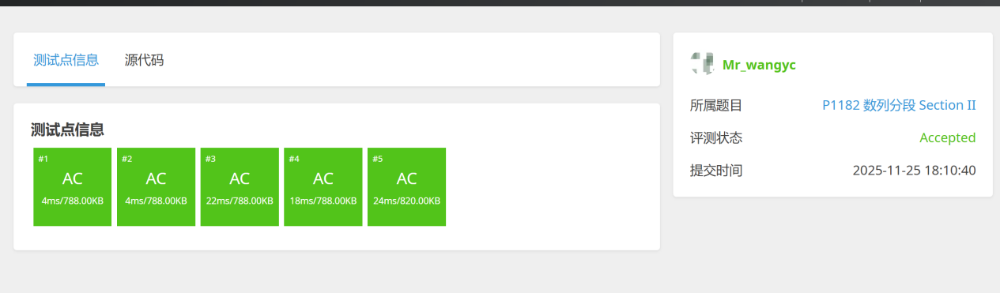 测试点信息 源代码
测试点信息
#1 #2 #3 #4 #5
AC AC AC AC AC
4ms/788.00KB 4ms/788.00KB 22ms/788.00KB 18ms/788.00KB 24ms/820.00KB
Mr_wangyc
所属题目 P1182 数列分段 Section II
评测状态 Accepted
提交时间 2025-11-25 18:10:40